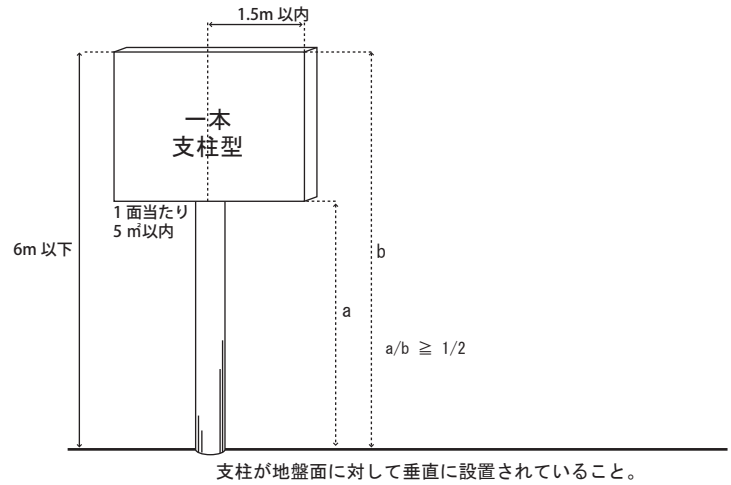 1.5m 以内
一本
支柱型
1 面当たり
5 ㎡以内
6m 以下
b
a
a/b ≧ 1/2
支柱が地盤面に対して垂直に設置されていること。